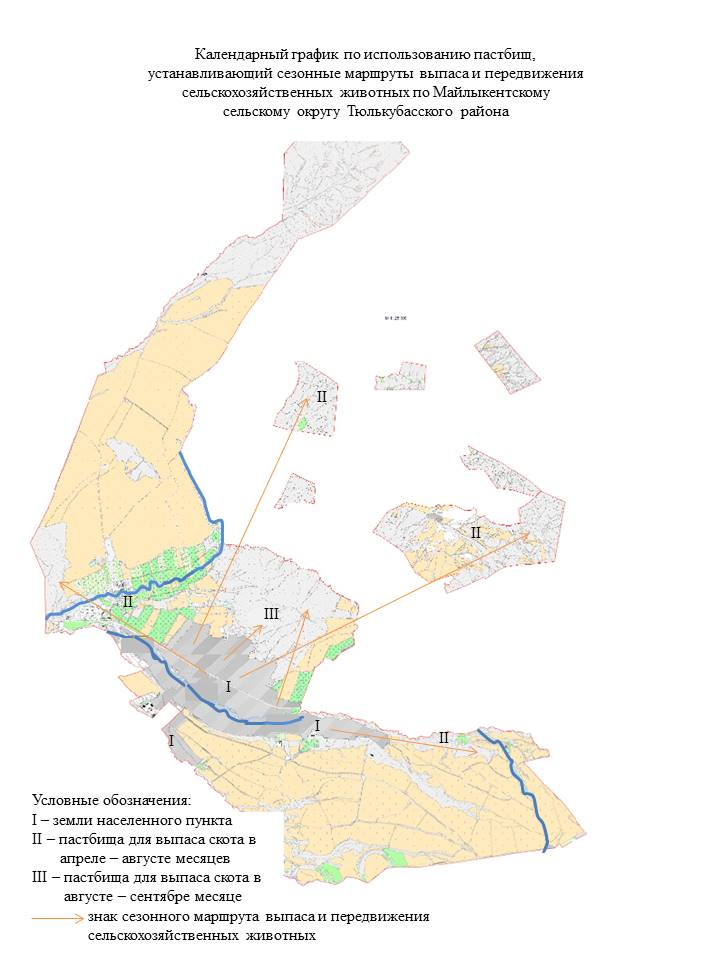 Календарный график по использованию пастбищ,
устанавливающий сезонные маршруты выпаса и передвижения
сельскохозяйственных животных по Майлыкентскому
сельскому округу Тюлькубасского района
II
II
II
III
I
I
II
I
Условные обозначения:
I – земли населенного пункта
II – пастбища для выпаса скота в
апреле – августе месяцев
III – пастбища для выпаса скота в
августе – сентябре месяце
знак сезонного маршрута выпаса и передвижения
сельскохозяйственных животных